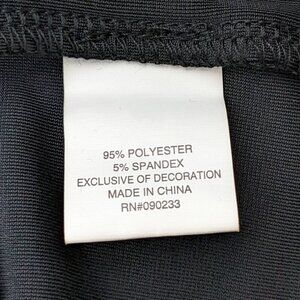 95% POLYESTER
5% SPANDEX
EXCLUSIVE OF DECORATION
MADE IN CHINA
RN#090233